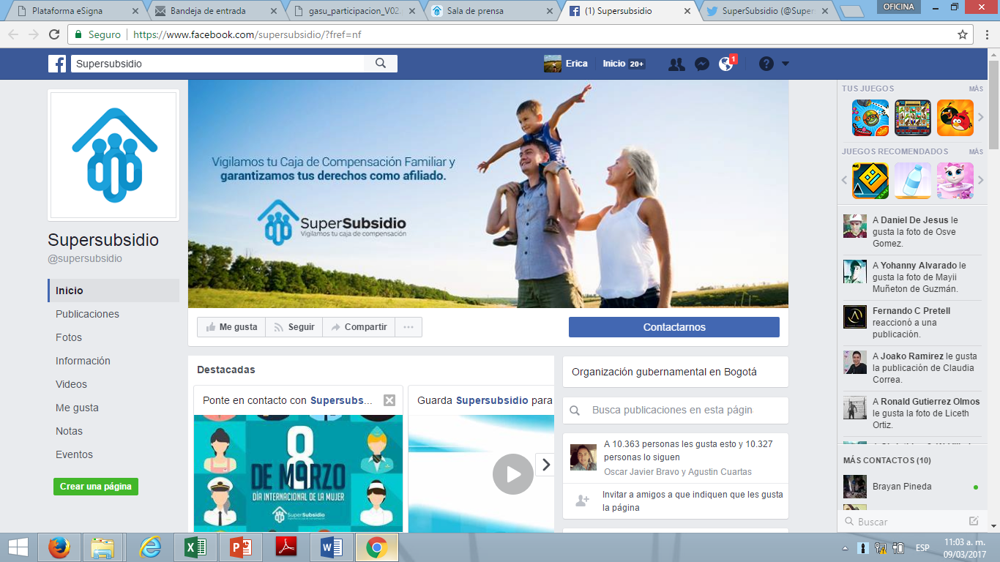 Plataforma eSigna
Bandeja de entrada
gasu_participacion_V02.
Sala de prensa
(1) Supersubsidio
SuperSubsidio (@Super
OFICINA
Seguro
https://www.facebook.com/supersubsidio/?fref=nf
Supersubsidio
Erica
Inicio 20+
1
Supersubsidio
@supersubsidio
Inicio
Publicaciones
Fotos
Información
Videos
Me gusta
Notas
Eventos
Crear una página
Vigilamos tu Caja de Compensación Familiar y
garantizamos tus derechos como afiliado.
SuperSubsidio
Vigilamos tu caja de compensación
Me gusta
Seguir
Compartir
...
Contactarnos
Destacadas
Ponte en contacto con Supersubs...
8
DE MARZO
DÍA INTERNACIONAL DE LA MUJER
SuperSubsidio
Guarda Supersubsidio para
Organización gubernamental en Bogotá
Busca publicaciones en esta págin
A 10.363 personas les gusta esto y 10.327
personas lo siguen
Oscar Javier Bravo y Agustin Cuartas
Invitar a amigos a que indiquen que les gusta
la página
TUS JUEGOS
MÁS
JUEGOS RECOMENDADOS
MÁS
A Daniel De Jesus le
gusta la foto de Osve
Gomez.
A Yohanny Alvarado le
gusta la foto de Mayii
Muñeton de Guzmán.
Fernando C Pretell
reaccionó a una
publicación.
A Joako Ramirez le gusta
la publicación de Claudia
Correa.
A Ronald Gutierrez Olmos
le gusta la foto de Liceth
Ortiz.
MÁS CONTACTOS (10)
Brayan Pineda
Buscar
ESP
11:03 a. m.
09/03/2017